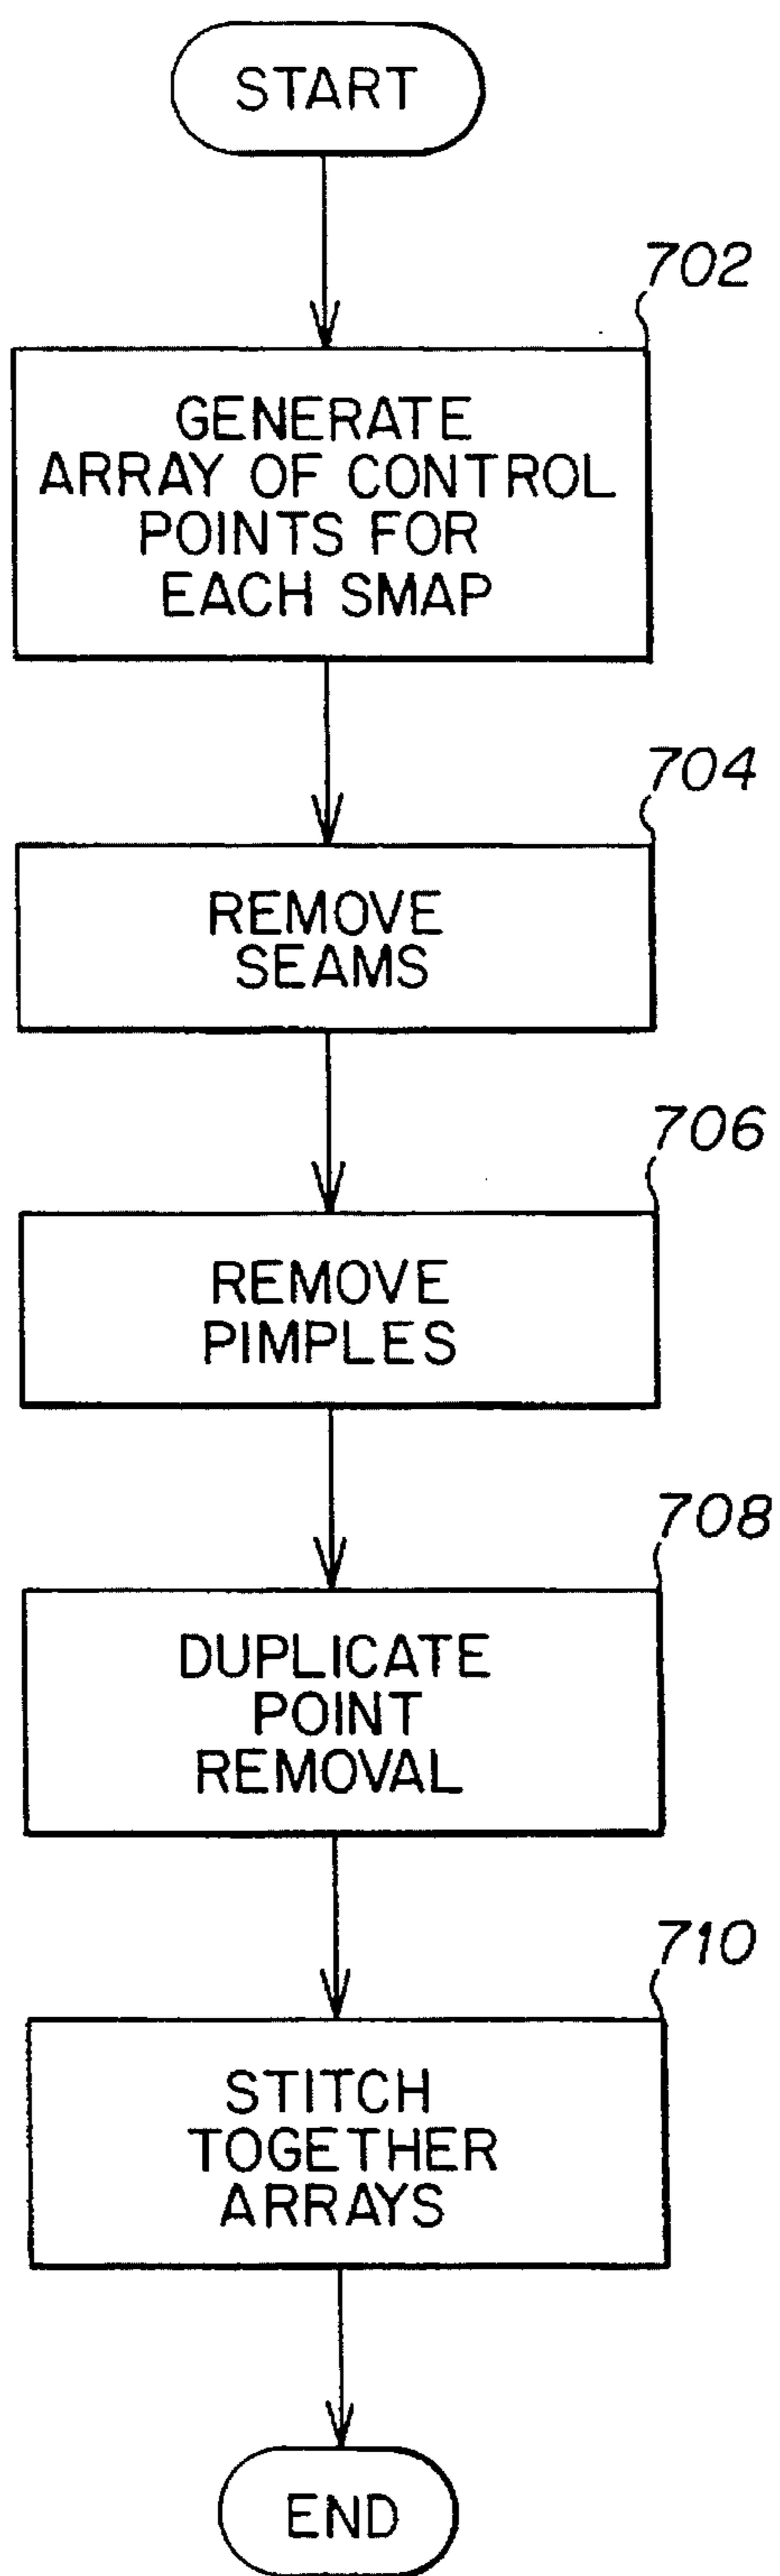 START
702
GENERATE
ARRAY OF CONTROL
POINTS FOR
EACH SMAP
704
REMOVE
SEAMS
706
REMOVE
PIMPLES
708
DUPLICATE
POINT
REMOVAL
710
STITCH
TOGETHER
ARRAYS
END